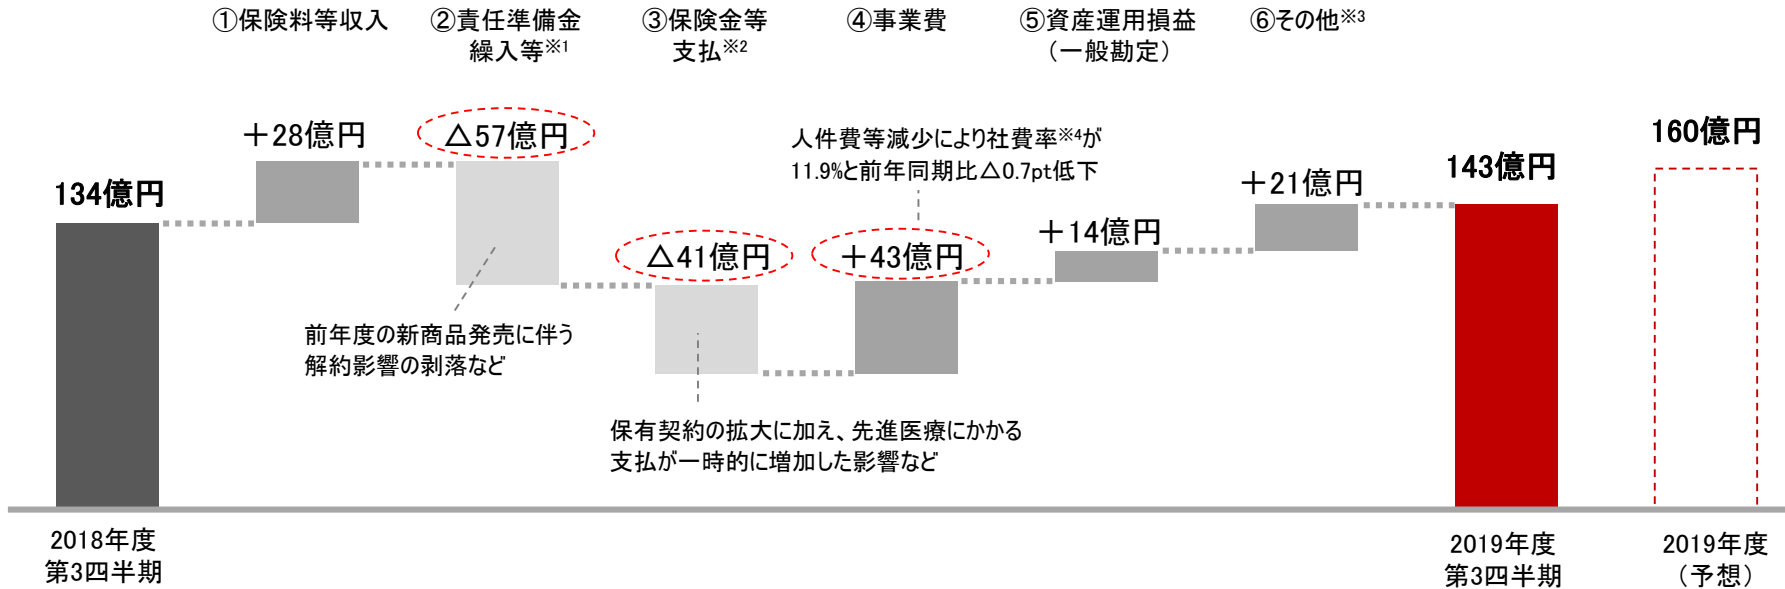 ①保険料等収入
②責任準備金
繰入等※1
③保険金等
支払※2
④事業費
⑤資産運用損益
(一般勘定)
⑥その他※3
134億円
+28億円
△57億円
△41億円
人件費等減少により社費率※4が
11.9%と前年同期比△0.7pt低下
+43億円
+14億円
+21億円
143億円
160億円
前年度の新商品発売に伴う
解約影響の剥落など
保有契約の拡大に加え、先進医療にかかる
支払が一時的に増加した影響など
2018年度
第3四半期
2019年度
第3四半期
2019年度
(予想)